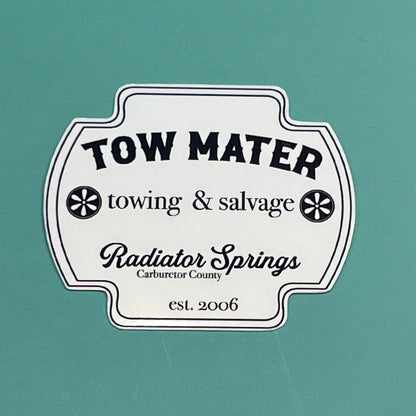 TOW MATER
towing & salvage
Radiator Springs
Carburetor County
est. 2006